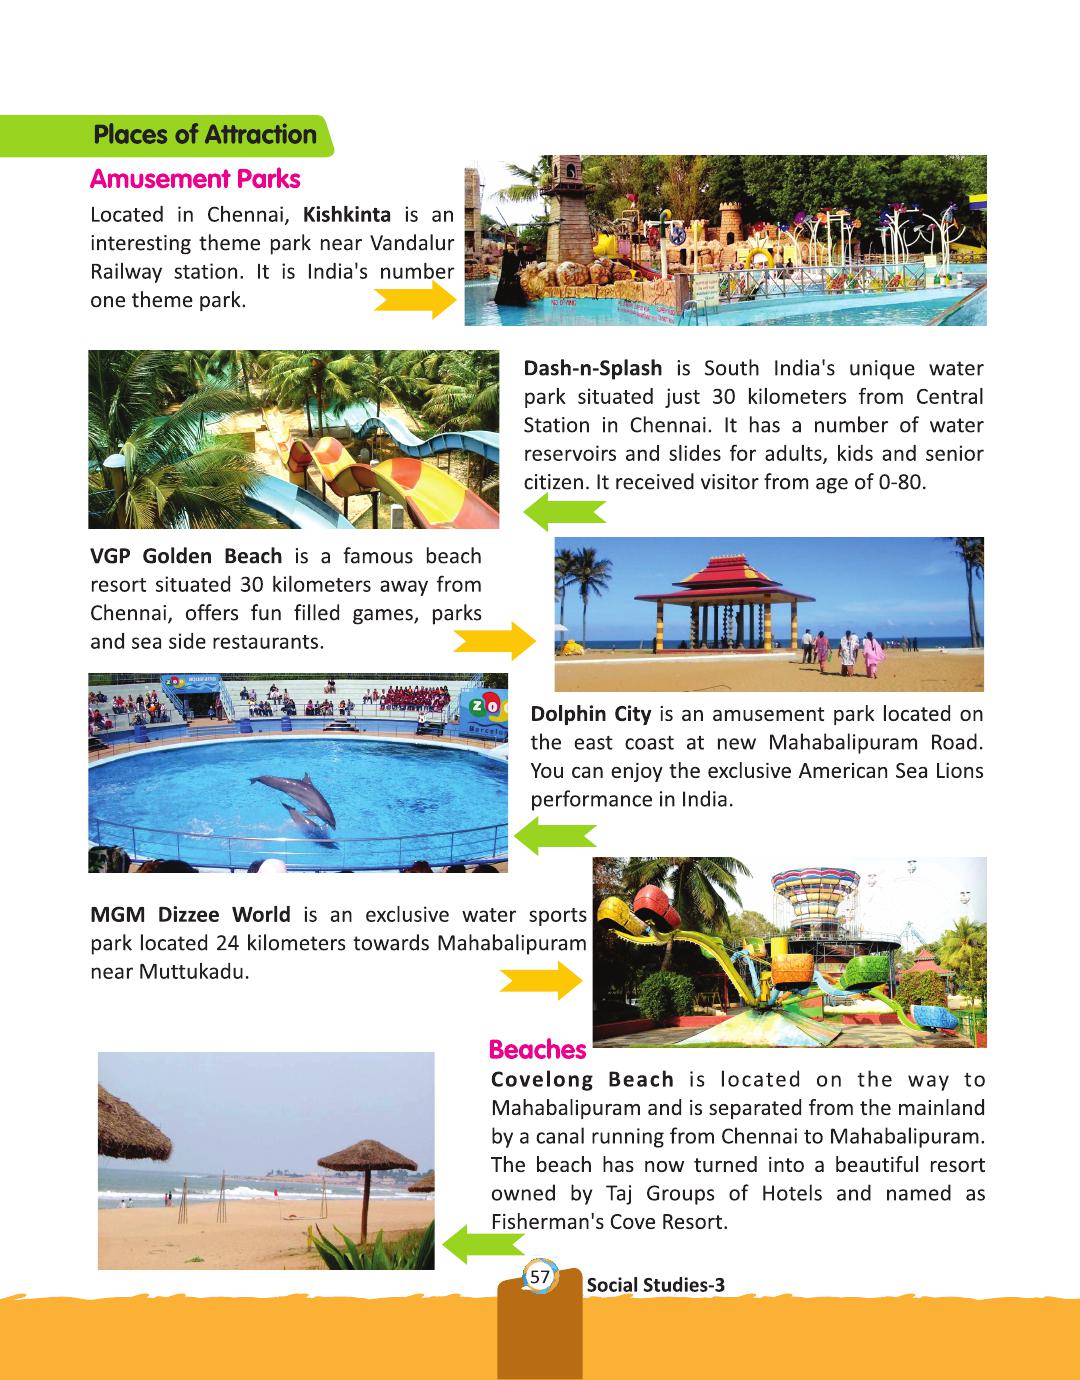 Places of Attraction
Amusement Parks
Located in Chennai, Kishkinta is an
interesting theme park near Vandalur
Railway station. It is India's number
one theme park.
Dash-n-Splash is South India's unique water
park situated just 30 kilometers from Central
Station in Chennai. It has a number of water
reservoirs and slides for adults, kids and senior
citizen. It received visitor from age of 0-80.
VGP Golden Beach is a famous beach
resort situated 30 kilometers away from
Chennai, offers fun filled games, parks
and sea side restaurants.
ZOO
Dolphin City is an amusement park located on
the east coast at new Mahabalipuram Road.
You can enjoy the exclusive American Sea Lions
performance in India.
MGM Dizzee World is an exclusive water sports
park located 24 kilometers towards Mahabalipuram
near Muttukadu.
Beaches
Covelong Beach is located on the way to
Mahabalipuram and is separated from the mainland
by a canal running from Chennai to Mahabalipuram.
The beach has now turned into a beautiful resort
owned by Taj Groups of Hotels and named as
Fisherman's Cove Resort.
57
Social Studies-3